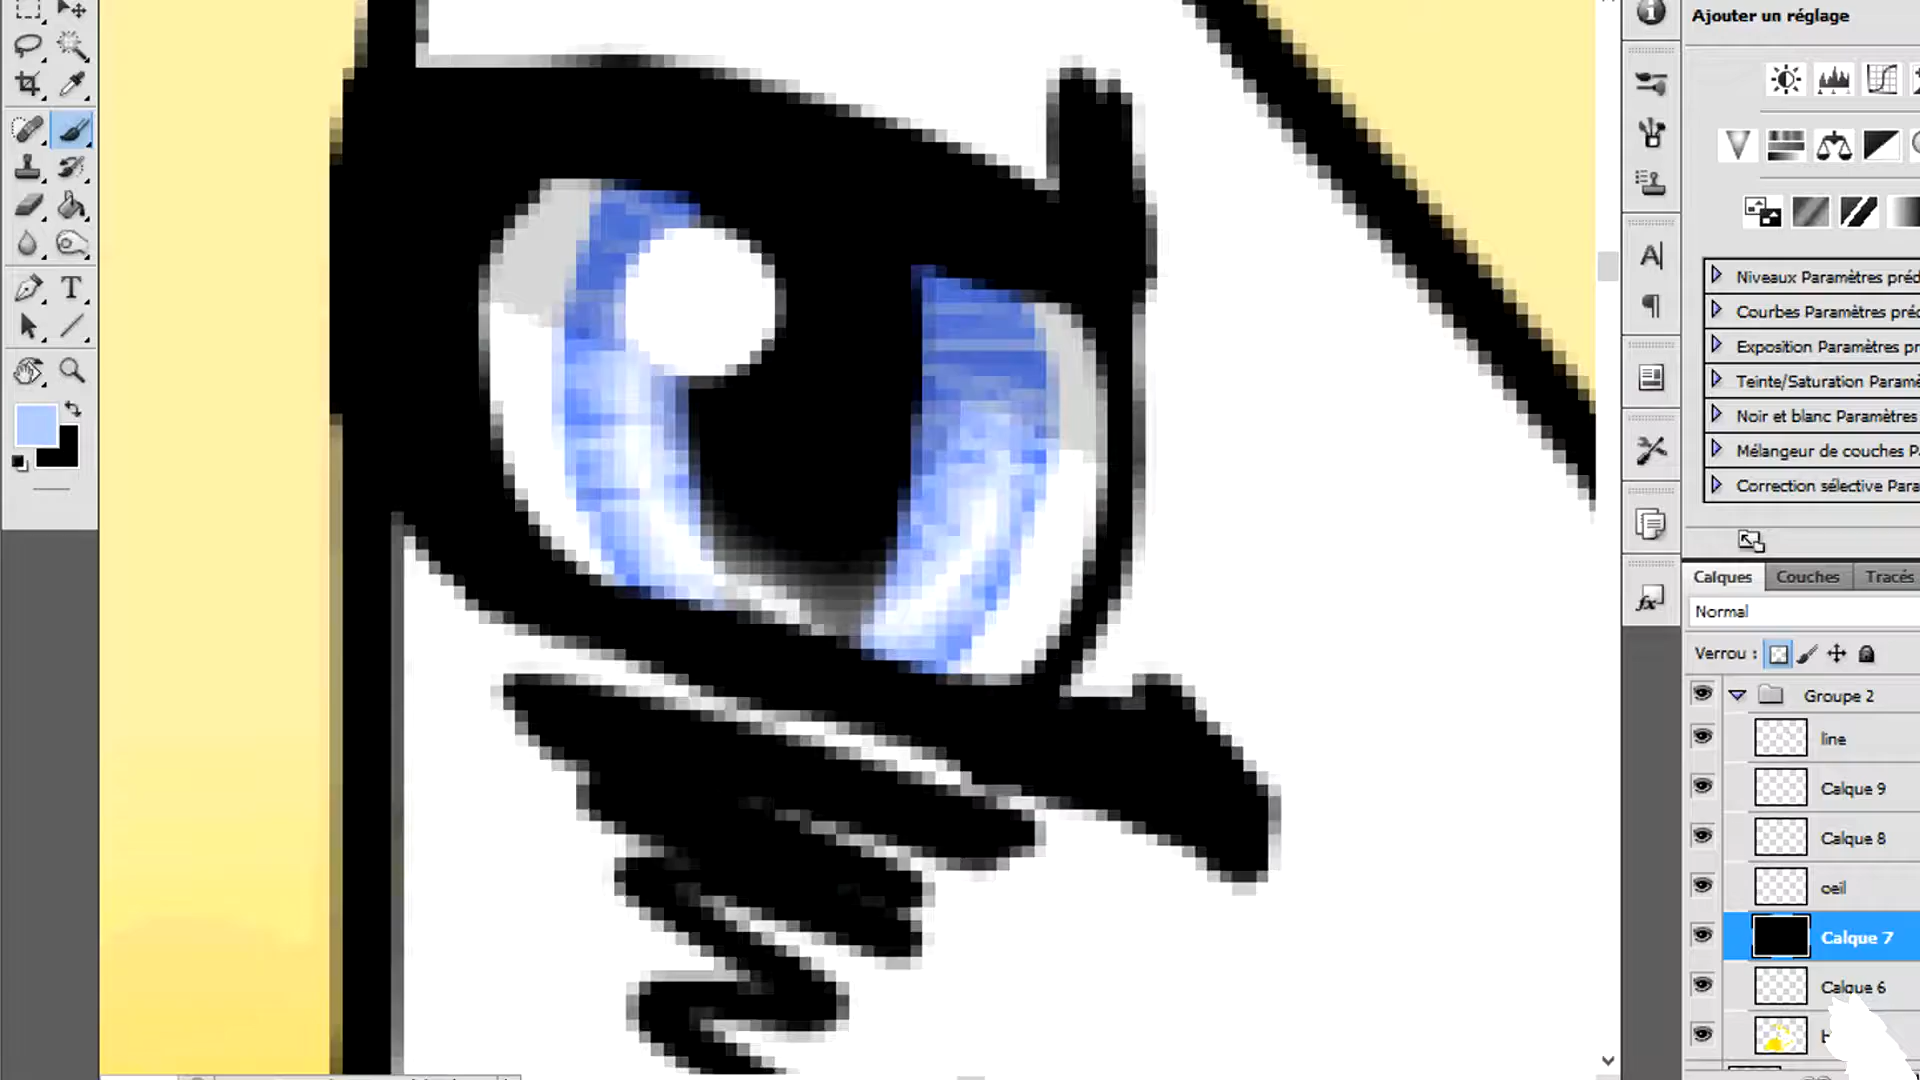 Ajouter un réglage
Niveaux Paramètres préd
Courbes Paramètres préd
Exposition Paramètres pr
Teinte/Saturation Paramè
Noir et blanc Paramètres
Mélangeur de couches P
Correction sélective Para
Calques Couches Tracés
Normal
Verrou :
Groupe 2
line
Calque 9
Calque 8
oeil
Calque 7
Calque 6